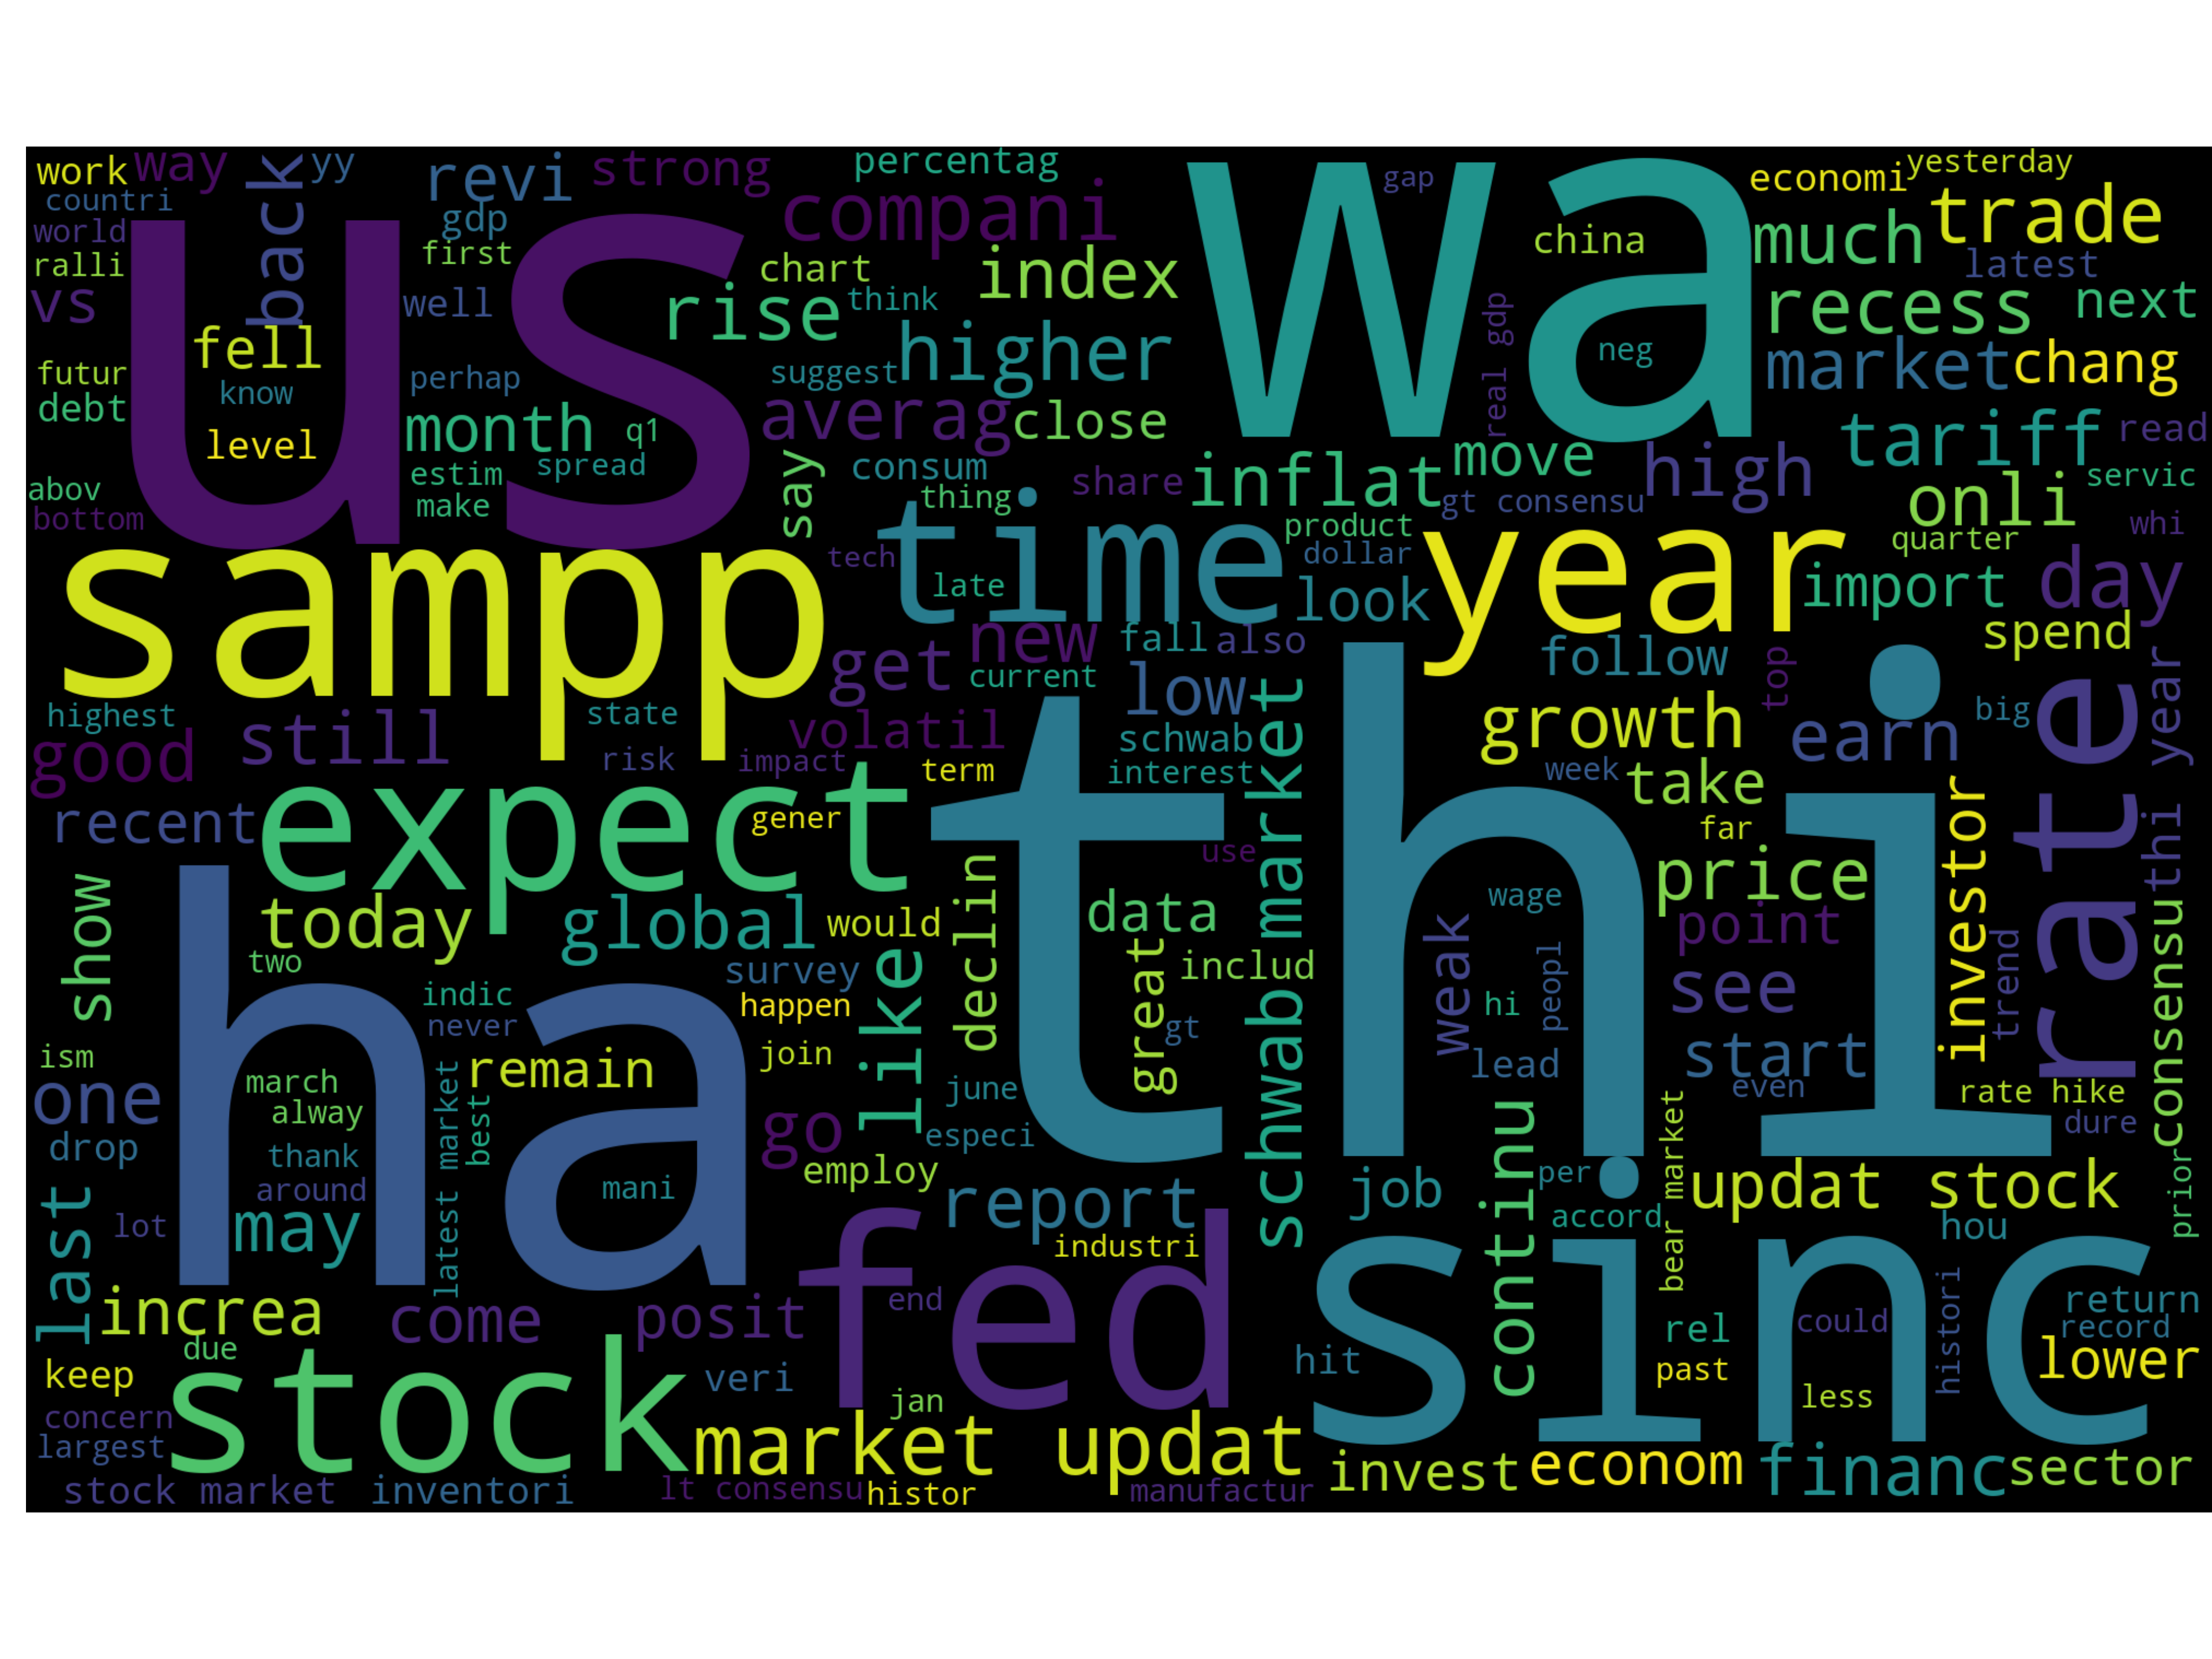 work way back yy revi strong percentag gap economi yesterday
countri gdp compani wa china much trade
world us first chart index latest
ralli rise think recess next
vs well higher real gdp neg market chang
fell suggest
futur know perhap averag close tariff read
debt level month q1 say consum move high
estim spread thing share inflat servic
abov make gt consensu onli
bottom product quarter whi
sampp tech time dollar year import day
late look
get new fall also follow spend
current low top
highest still state volatil schwab schwab market growth earn big rate uthi year
good risk impact term interest week take investor
recent expect gener thi far
use price
show today global would declin data wage point consensu
two survey like great includ weak peopl see trend
ha indic happen hi
never gt
ism join lead start
one march remain june even rate hike
alway latest market best go especi continu bear market dure
drop thank employ per prior
last around mani report job updat stock
lot may industri accord hou
increa come posit fed end sinc rel could histori return
due hit record
keep stock veri past lower
concern jan less
largest market updat invest econom financ sector
stock market inventori lt consensu histor manufactur